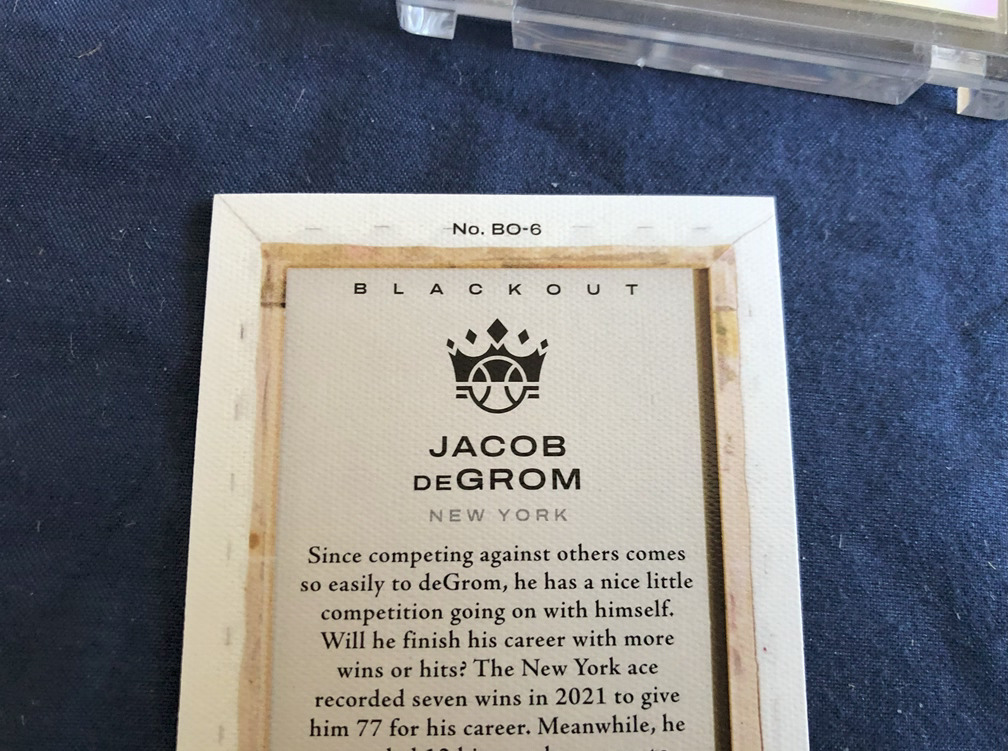 No. BO-6
BLACKOUT
JACOB
DEGROM
NEW YORK
Since competing against others comes
so easily to deGrom, he has a nice little
competition going on with himself.
Will he finish his career with more
wins or hits? The New York ace
recorded seven wins in 2021 to give
him 77 for his career. Meanwhile, he